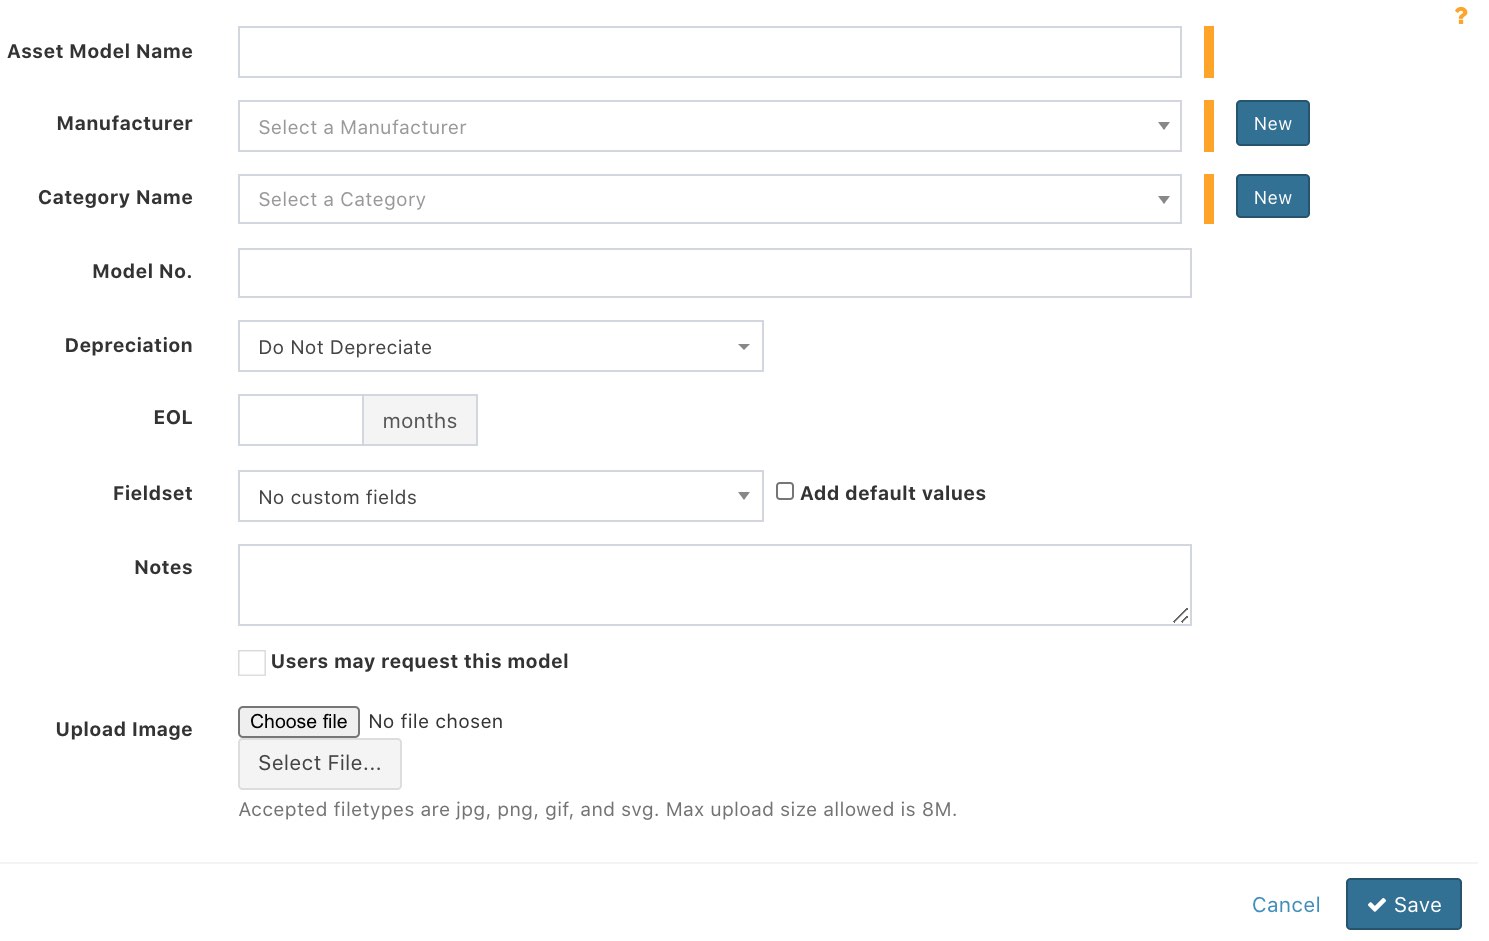 ?
Asset Model Name
Manufacturer Select a Manufacturer New
Category Name Select a Category New
Model No.
Depreciation Do Not Depreciate
EOL months
Fieldset No custom fields Add default values
Notes
Users may request this model
Upload Image Choose file No file chosen
Select File...
Accepted filetypes are jpg, png, gif, and svg. Max upload size allowed is 8M.
Cancel Save